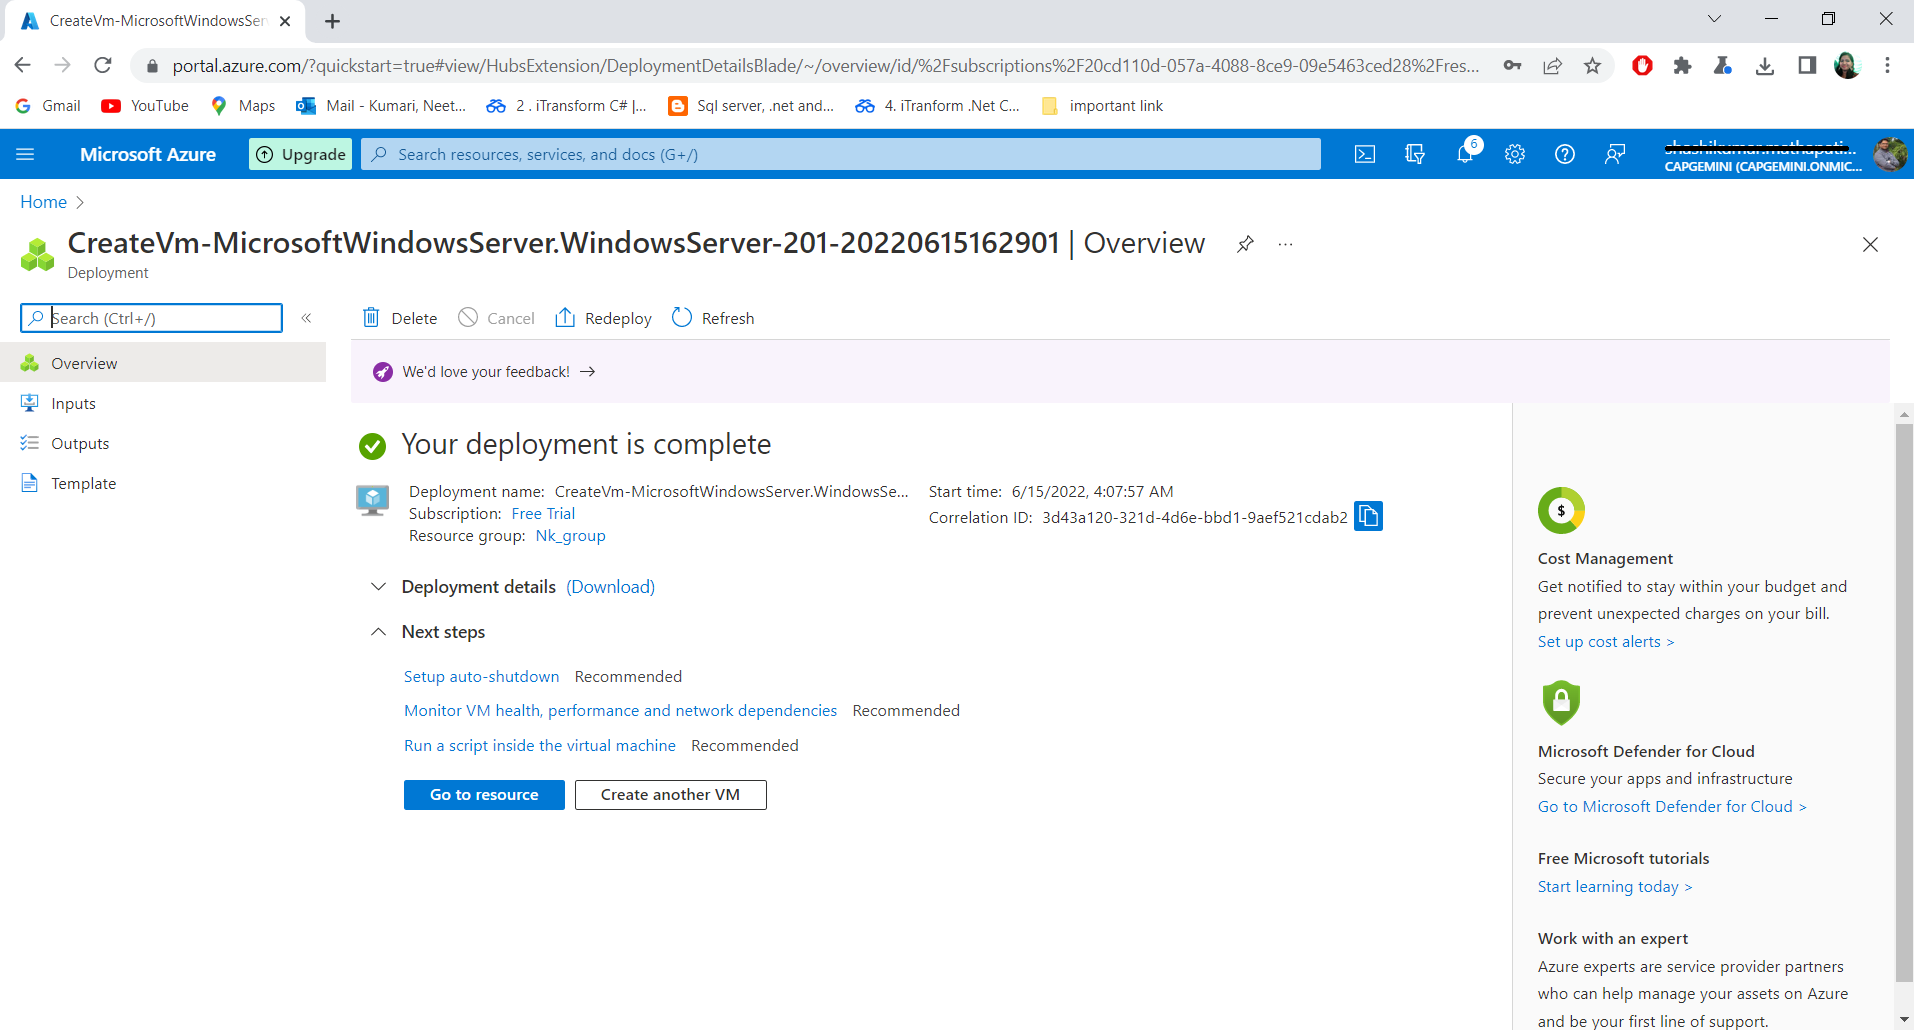 CreateVm-MicrosoftWindowsSer
portal.azure.com/?quickstart=true#view/HubsExtension/DeploymentDetailsBlade/~/overview/id/%2Fsubscriptions%2F20cd110d-057a-4088-8ce9-09e5463ced28%2Fres...
Gmail YouTube Maps Mail - Kumari, Neet... 2 . iTransform C# |... Sql server, .net and... 4. iTranform .Net C... important link
Microsoft Azure Upgrade Search resources, services, and docs (G+/) 6
CAPGEMINI (CAPGEMINI.ONMIC...
Home
CreateVm-MicrosoftWindowsServer.WindowsServer-201-20220615162901 | Overview ...
Deployment
Search (Ctrl+/) «
Delete Cancel Redeploy Refresh
Overview
Inputs
Outputs
Template
We'd love your feedback! →
Your deployment is complete
Deployment name: CreateVm-MicrosoftWindowsServer.WindowsSe...
Subscription: Free Trial
Resource group: Nk_group
Start time: 6/15/2022, 4:07:57 AM
Correlation ID: 3d43a120-321d-4d6e-bbd1-9aef521cdab2
Deployment details (Download)
Next steps
Setup auto-shutdown Recommended
Monitor VM health, performance and network dependencies Recommended
Run a script inside the virtual machine Recommended
Go to resource Create another VM
$
Cost Management
Get notified to stay within your budget and
prevent unexpected charges on your bill.
Set up cost alerts >
Microsoft Defender for Cloud
Secure your apps and infrastructure
Go to Microsoft Defender for Cloud >
Free Microsoft tutorials
Start learning today >
Work with an expert
Azure experts are service provider partners
who can help manage your assets on Azure
and be your first line of support.